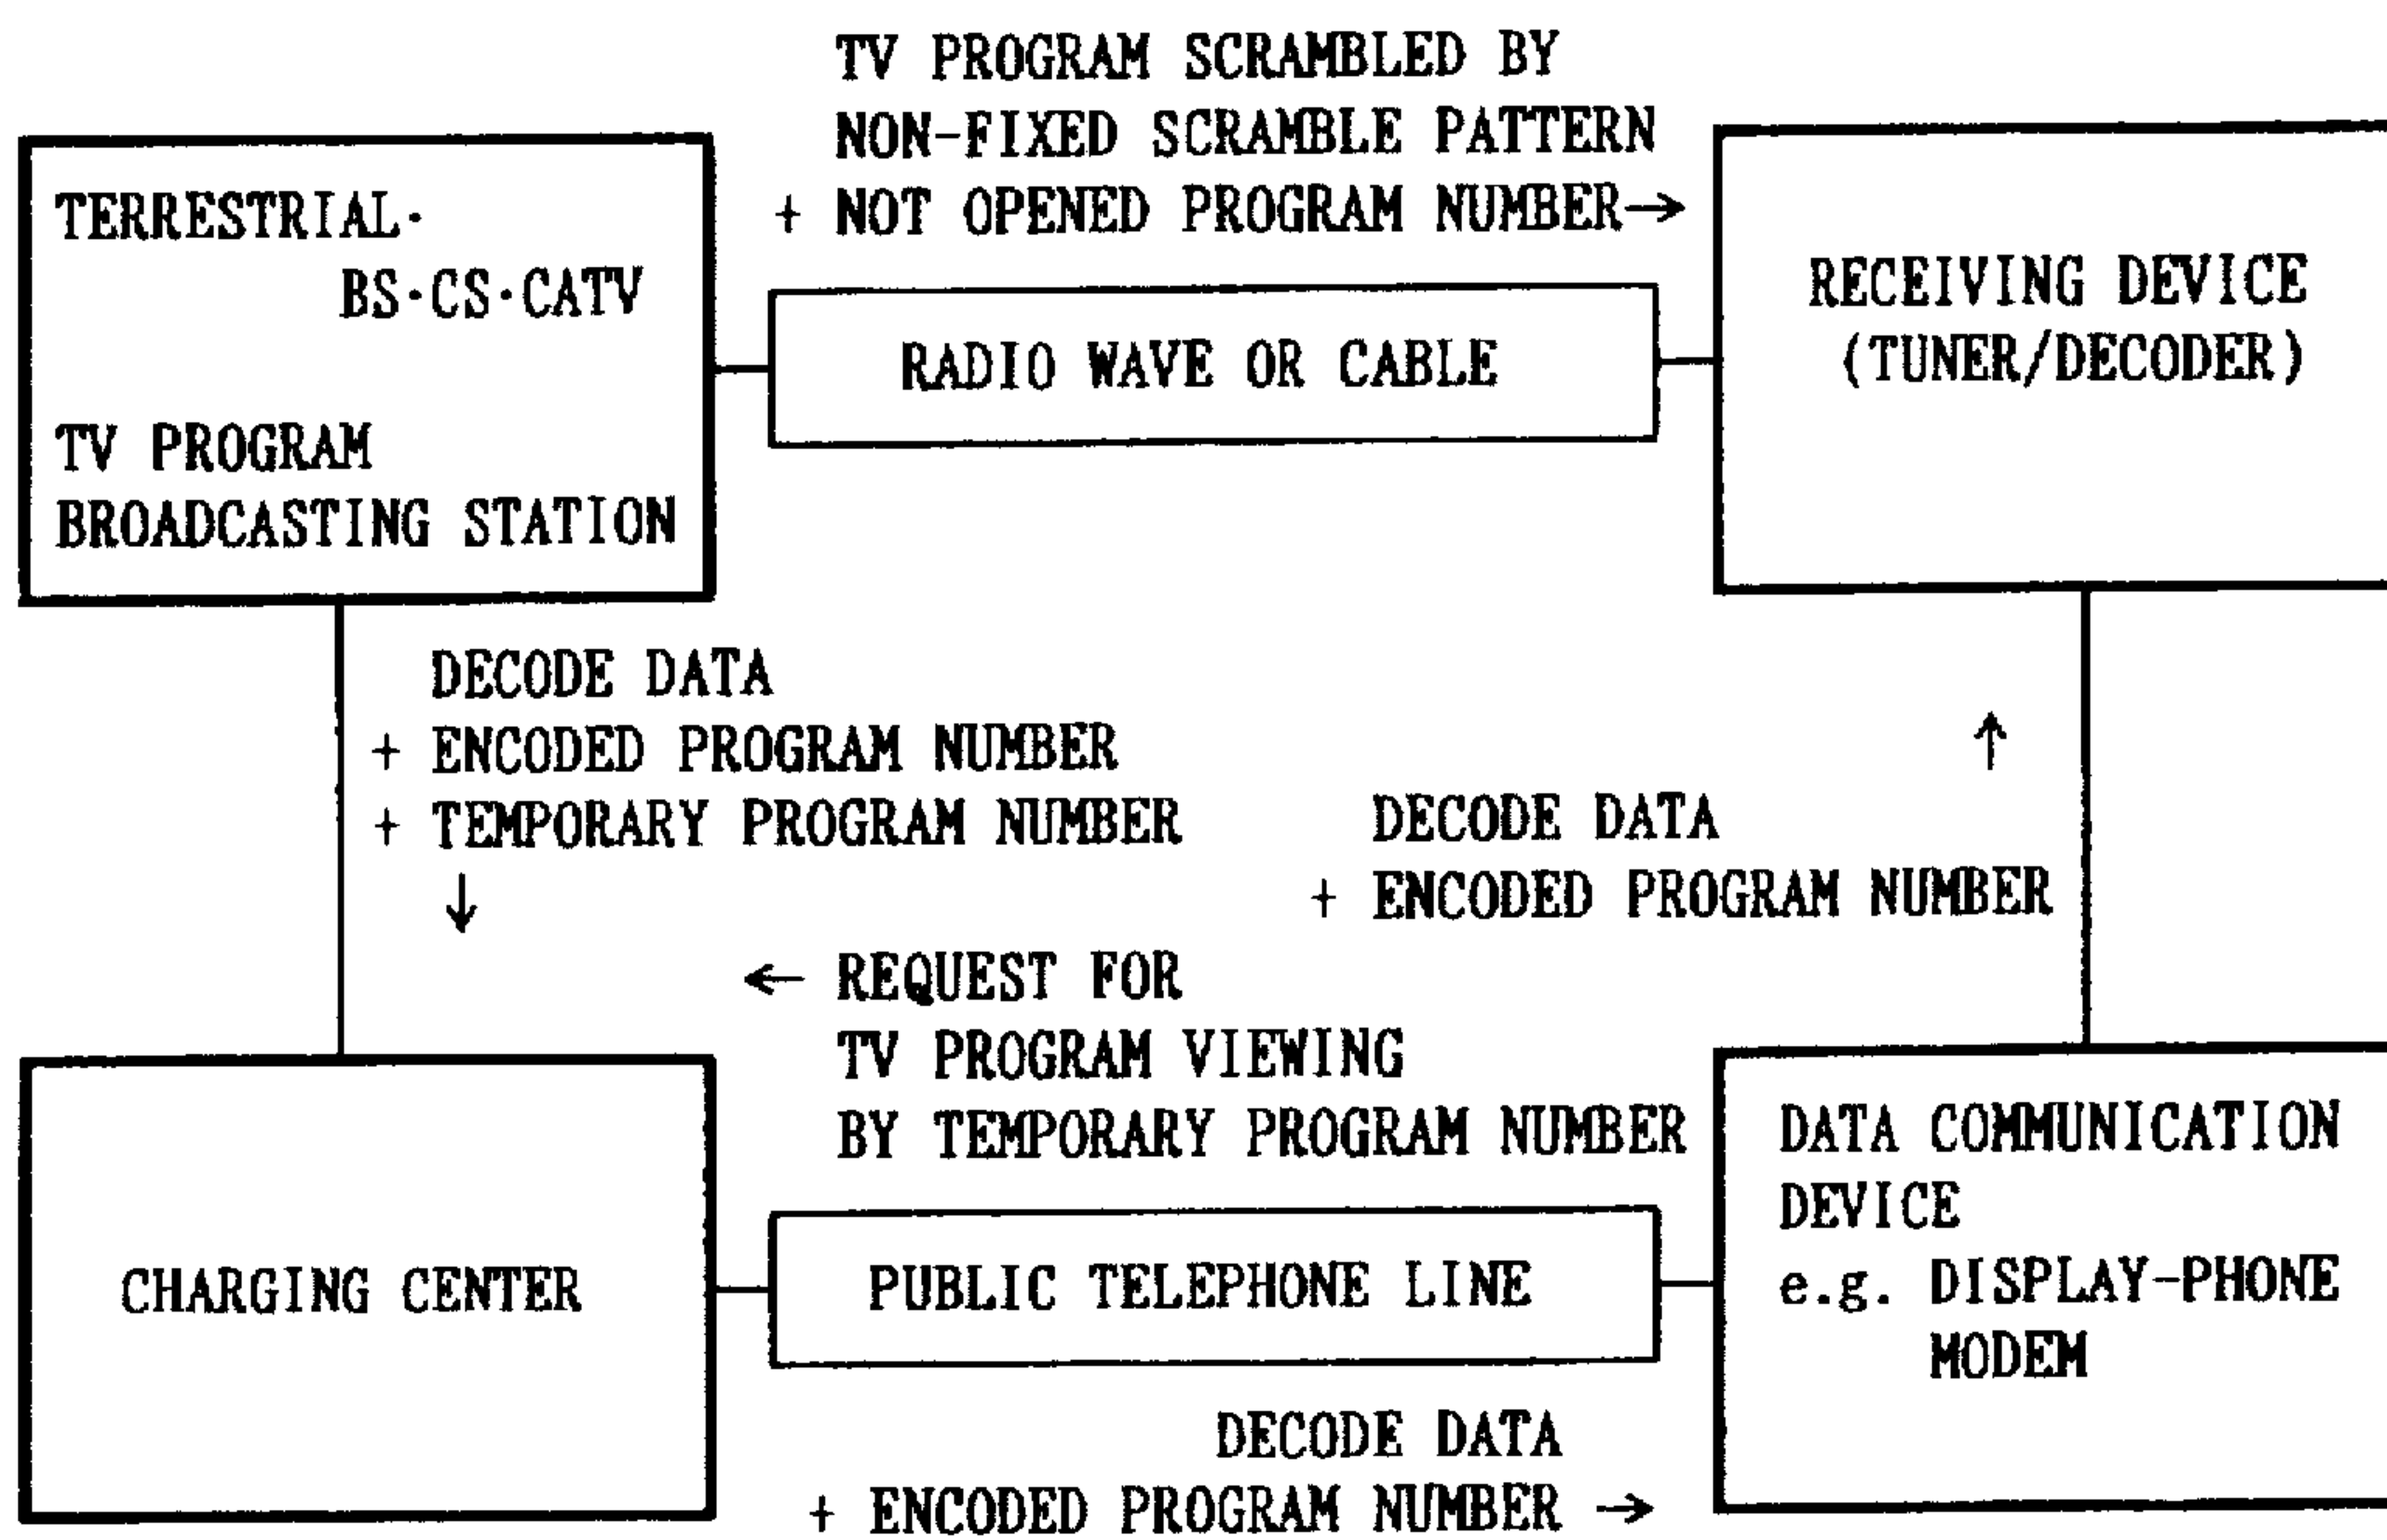 TV PROGRAM SCRAMBLED BY
NON-FIXED SCRAMBLE PATTERN
+ NOT OPENED PROGRAM NUMBER→
TERRESTRIAL·
BS·CS·CATV
TV PROGRAM
BROADCASTING STATION
RADIO WAVE OR CABLE
RECEIVING DEVICE
(TUNER/DECODER)
DECODE DATA
+ ENCODED PROGRAM NUMBER
+ TEMPORARY PROGRAM NUMBER
↓
↑
DECODE DATA
+ ENCODED PROGRAM NUMBER
← REQUEST FOR
TV PROGRAM VIEWING
BY TEMPORARY PROGRAM NUMBER
CHARGING CENTER
PUBLIC TELEPHONE LINE
DATA COMMUNICATION
DEVICE
e.g. DISPLAY-PHONE
MODEM
DECODE DATA
+ ENCODED PROGRAM NUMBER →